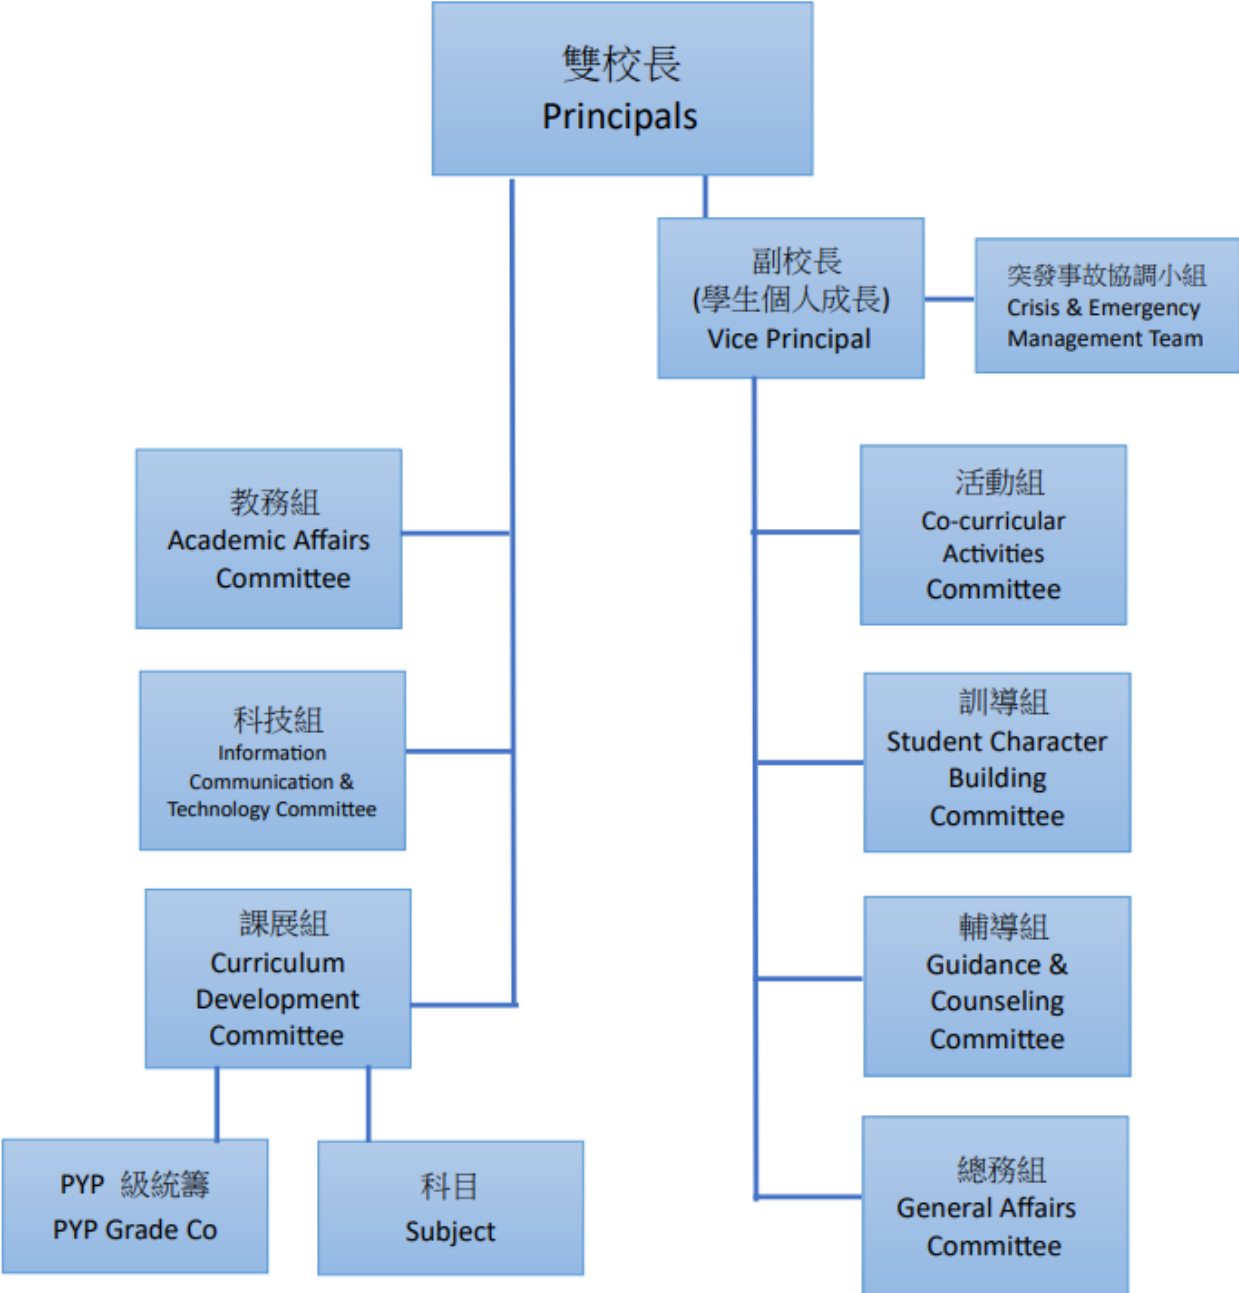 雙校長
Principals
副校長
(學生個人成長)
Vice Principal
突發事故協調小組
Crisis & Emergency
Management Team
教務組
Academic Affairs
Committee
科技組
Information
Communication &
Technology Committee
課展組
Curriculum
Development
Committee
PYP 級統籌
PYP Grade Co
科目
Subject
活動組
Co-curricular
Activities
Committee
訓導組
Student Character
Building
Committee
輔導組
Guidance &
Counseling
Committee
總務組
General Affairs
Committee